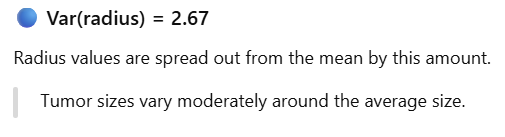 Var(radius) = 2.67
Radius values are spread out from the mean by this amount.
Tumor sizes vary moderately around the average size.